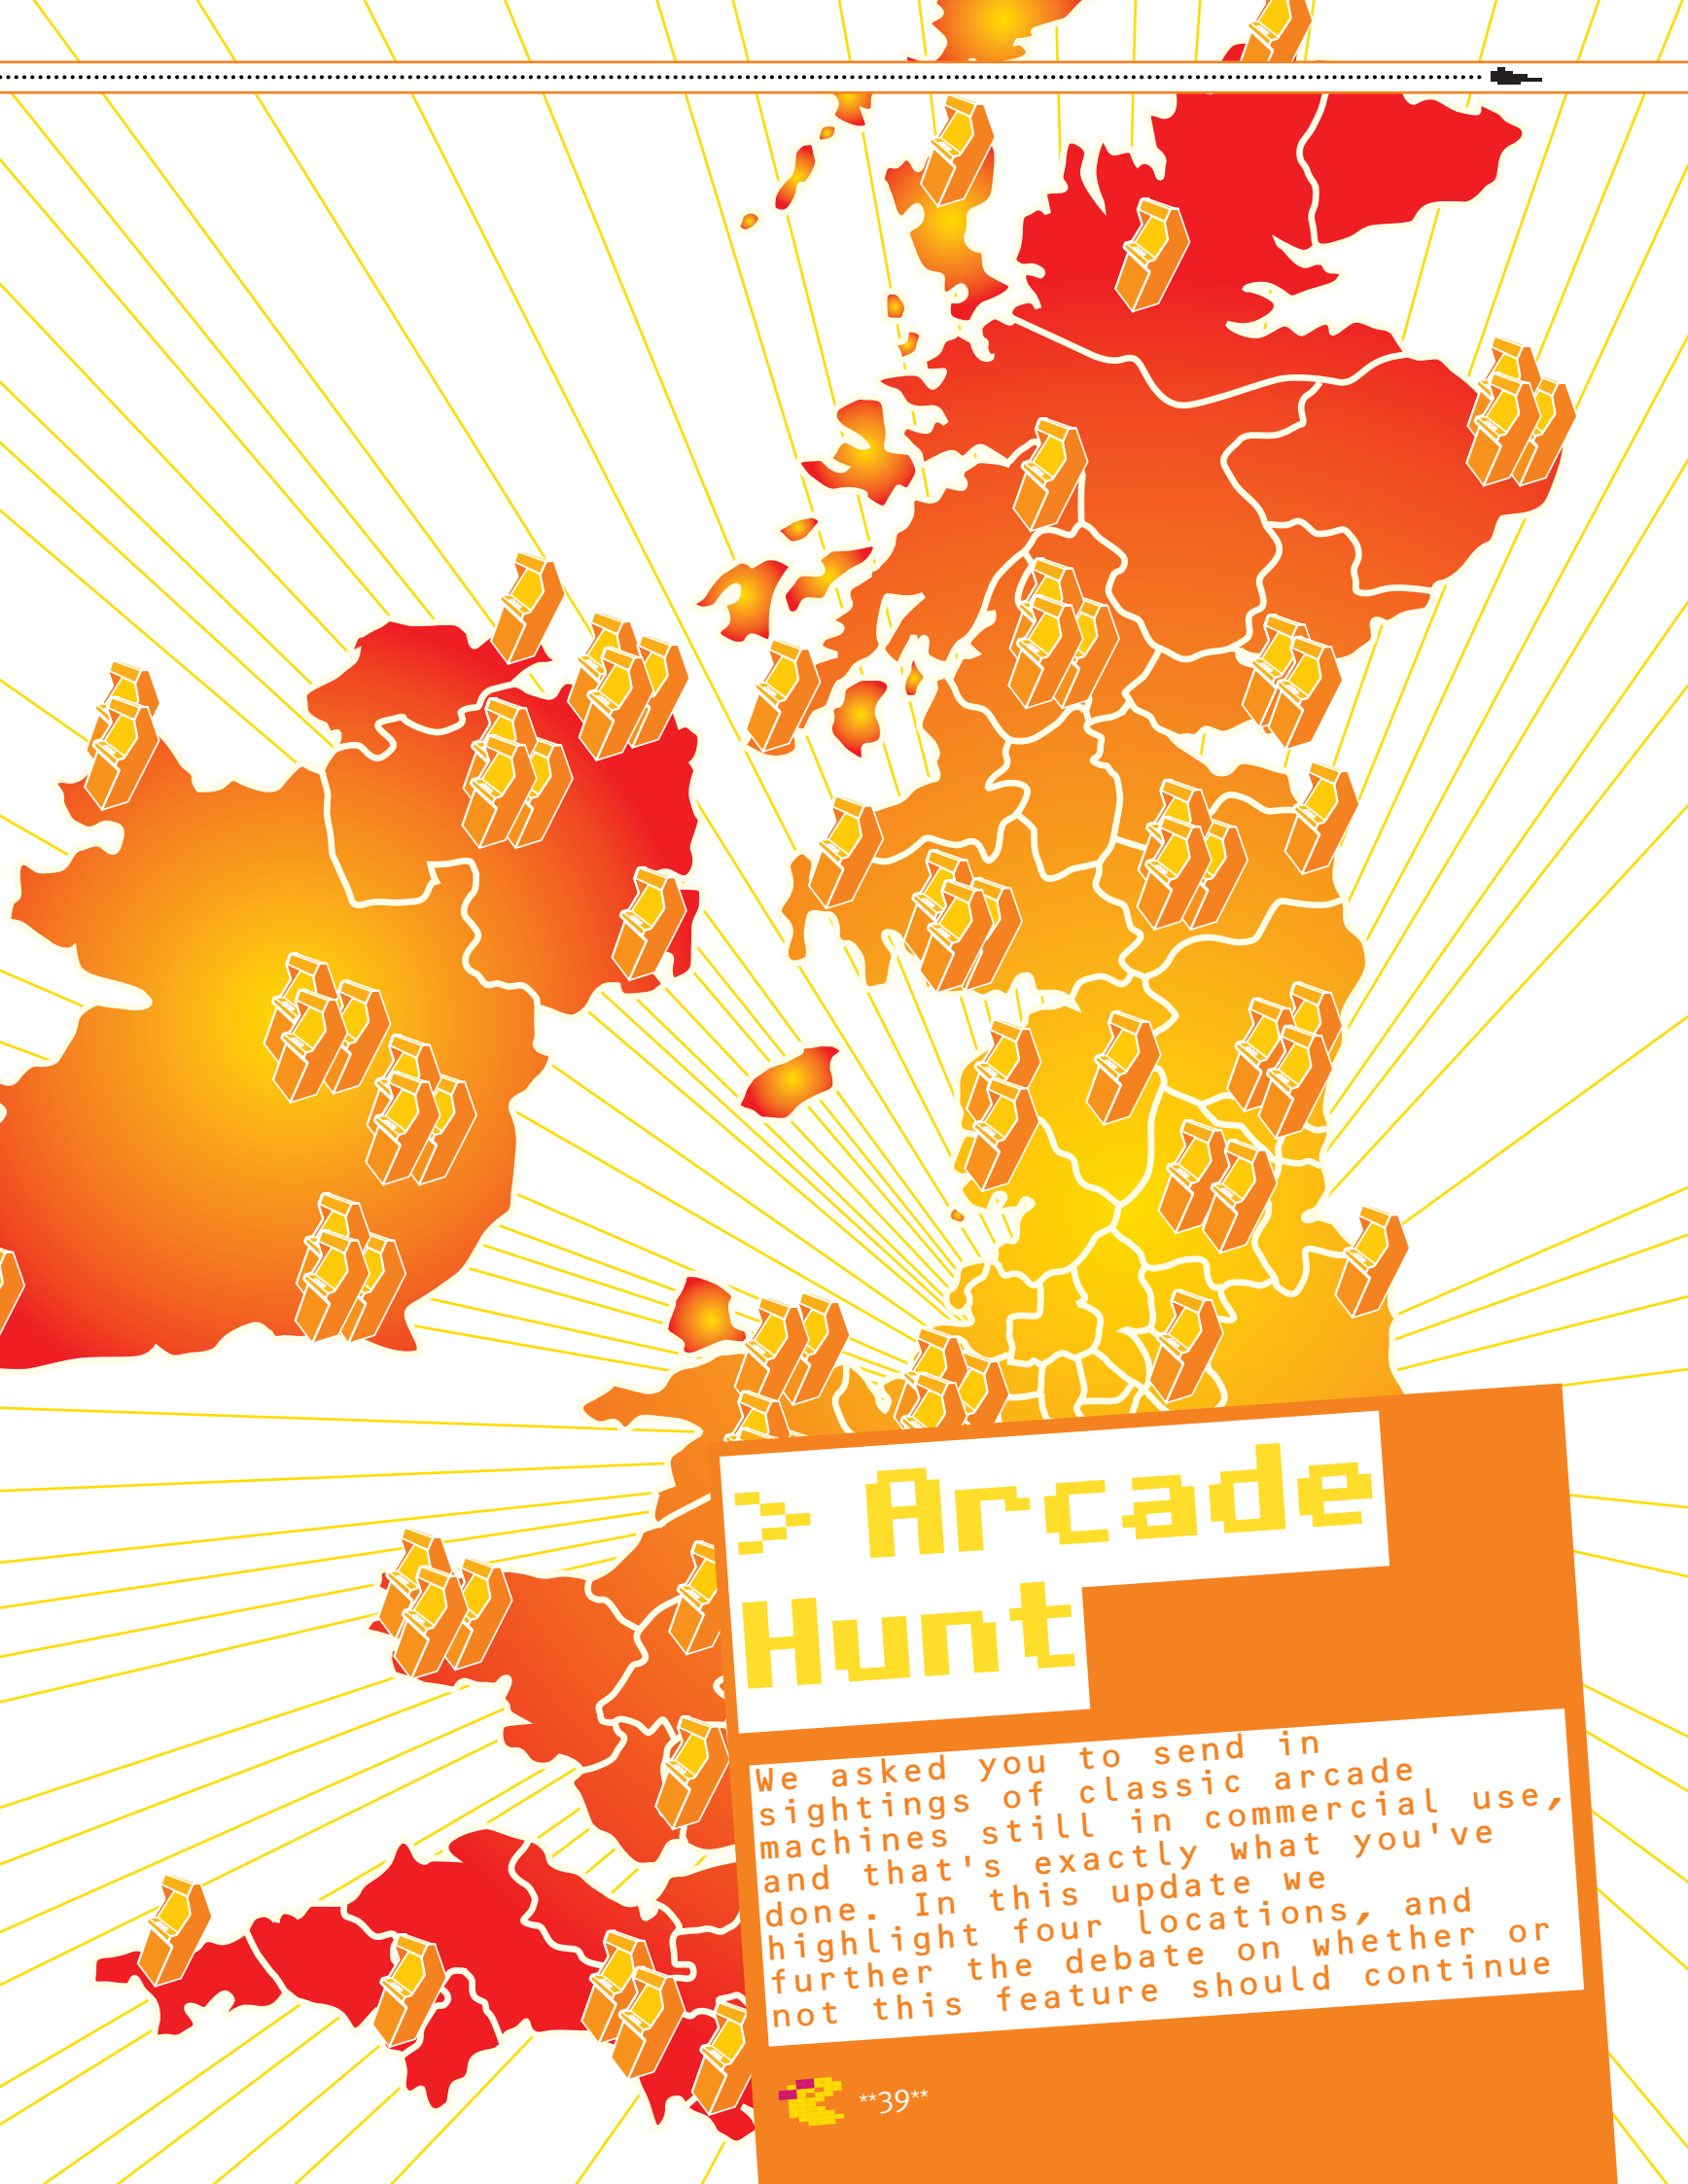 > Arcade
Hunt
We asked you to send in
sightings of classic arcade
machines still in commercial use,
and that's exactly what you've
done. In this update we
highlight four locations, and
further the debate on whether or
not this feature should continue
**39**